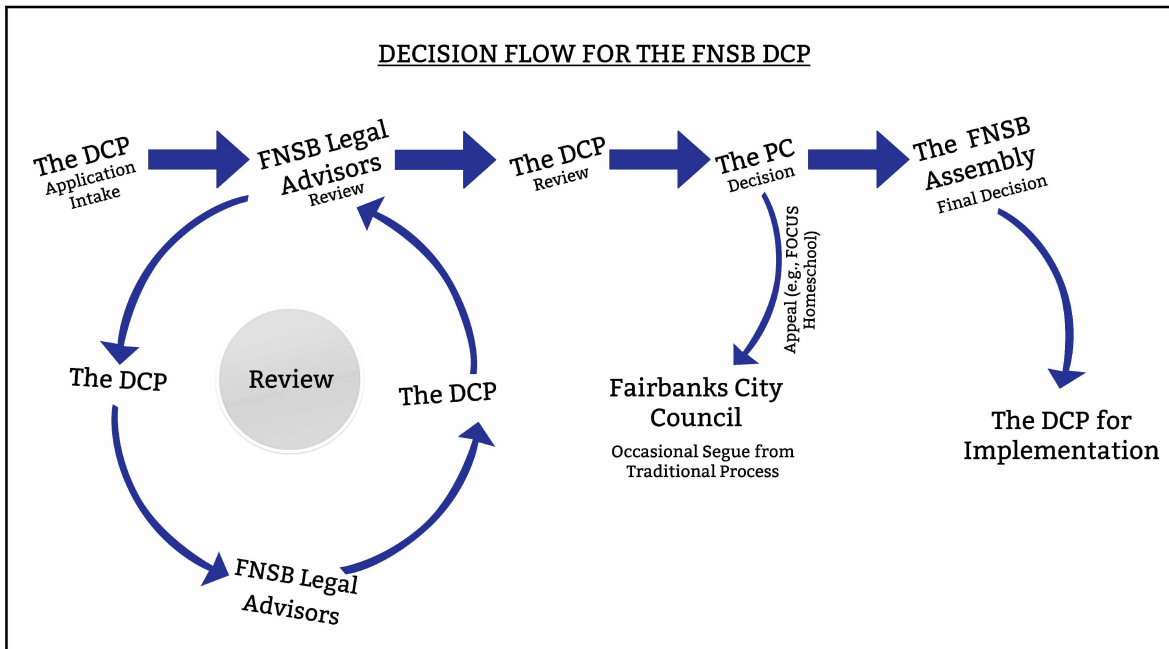 DECISION FLOW FOR THE FNSB DCP
The DCP
Application
Intake
FNSB Legal
Advisors
Review
The DCP
Review
The PC
Decision
The FNSB
Assembly
Final Decision
Appeal (e.g., FOCUS
Homeschool)
The DCP
Review
The DCP
Fairbanks City
Council
Occasional Segue from
Traditional Process
The DCP for
Implementation
FNSB Legal
Advisors